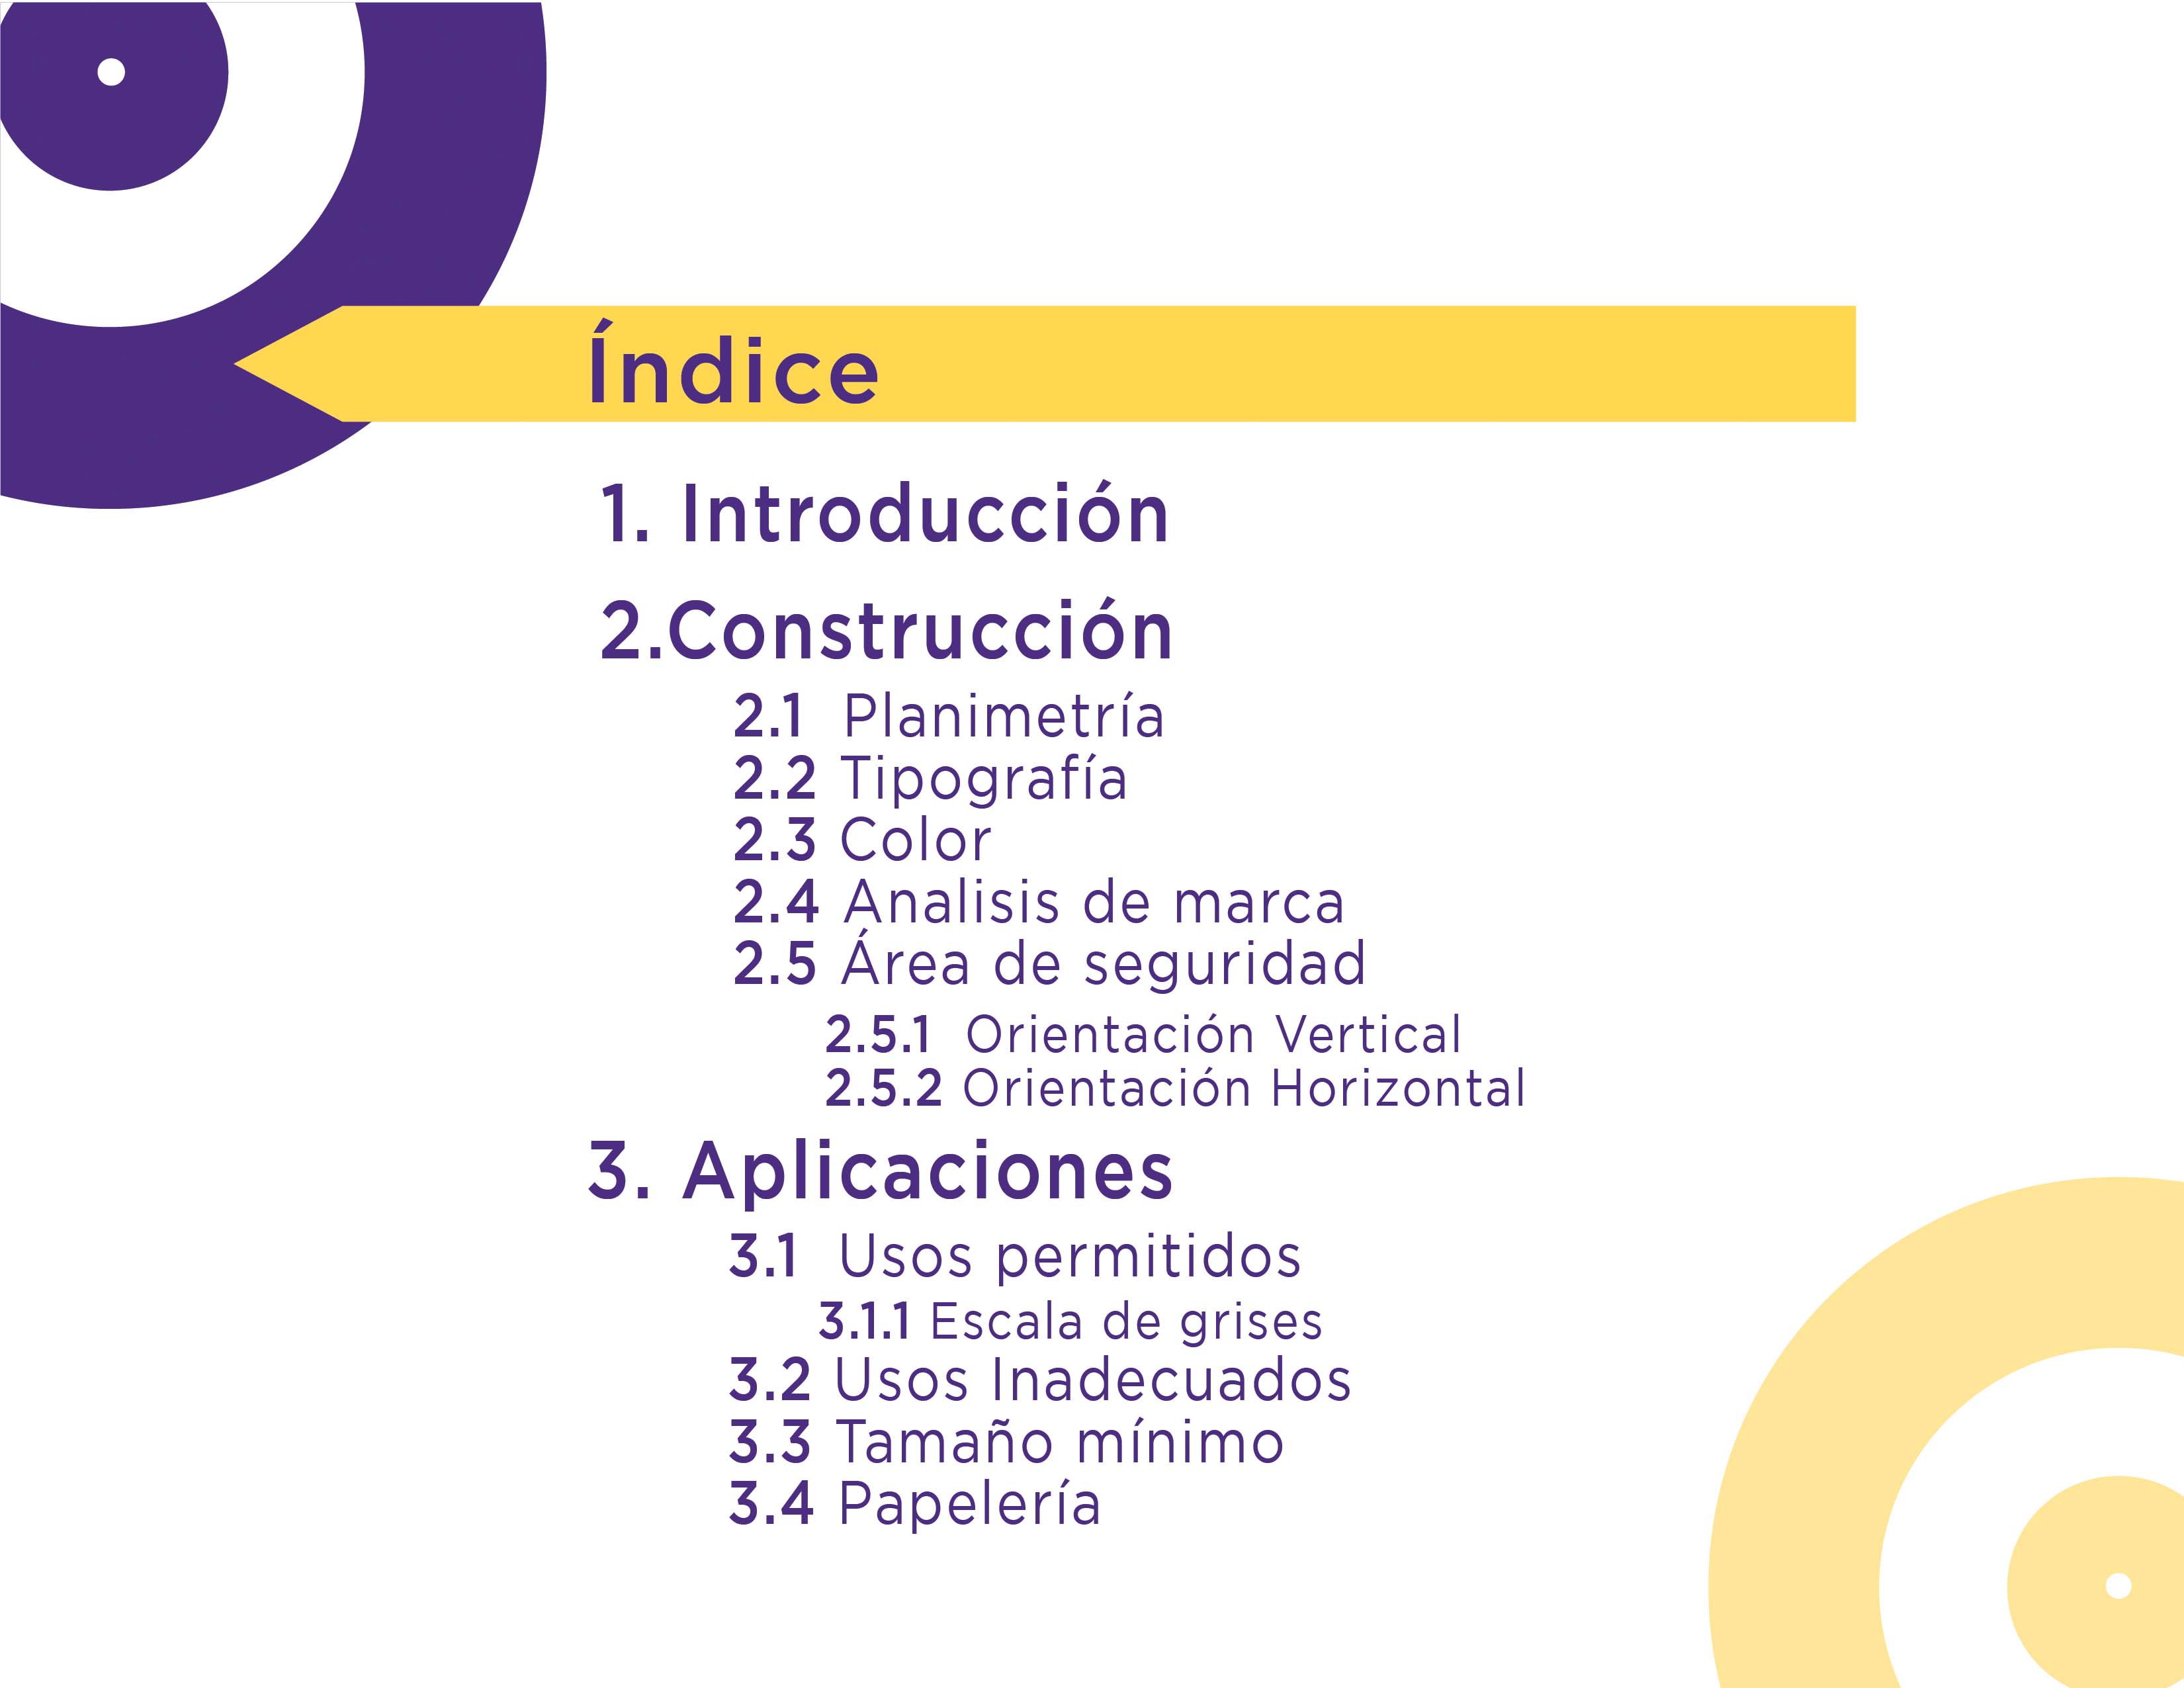 Índice
1. Introducción
2.Construcción
2.1 Planimetría
2.2 Tipografía
2.3 Color
2.4 Analisis de marca
2.5 Área de seguridad
2.5.1 Orientación Vertical
2.5.2 Orientación Horizontal
3. Aplicaciones
3.1 Usos permitidos
3.1.1 Escala de grises
3.2 Usos Inadecuados
3.3 Tamaño mínimo
3.4 Papelería